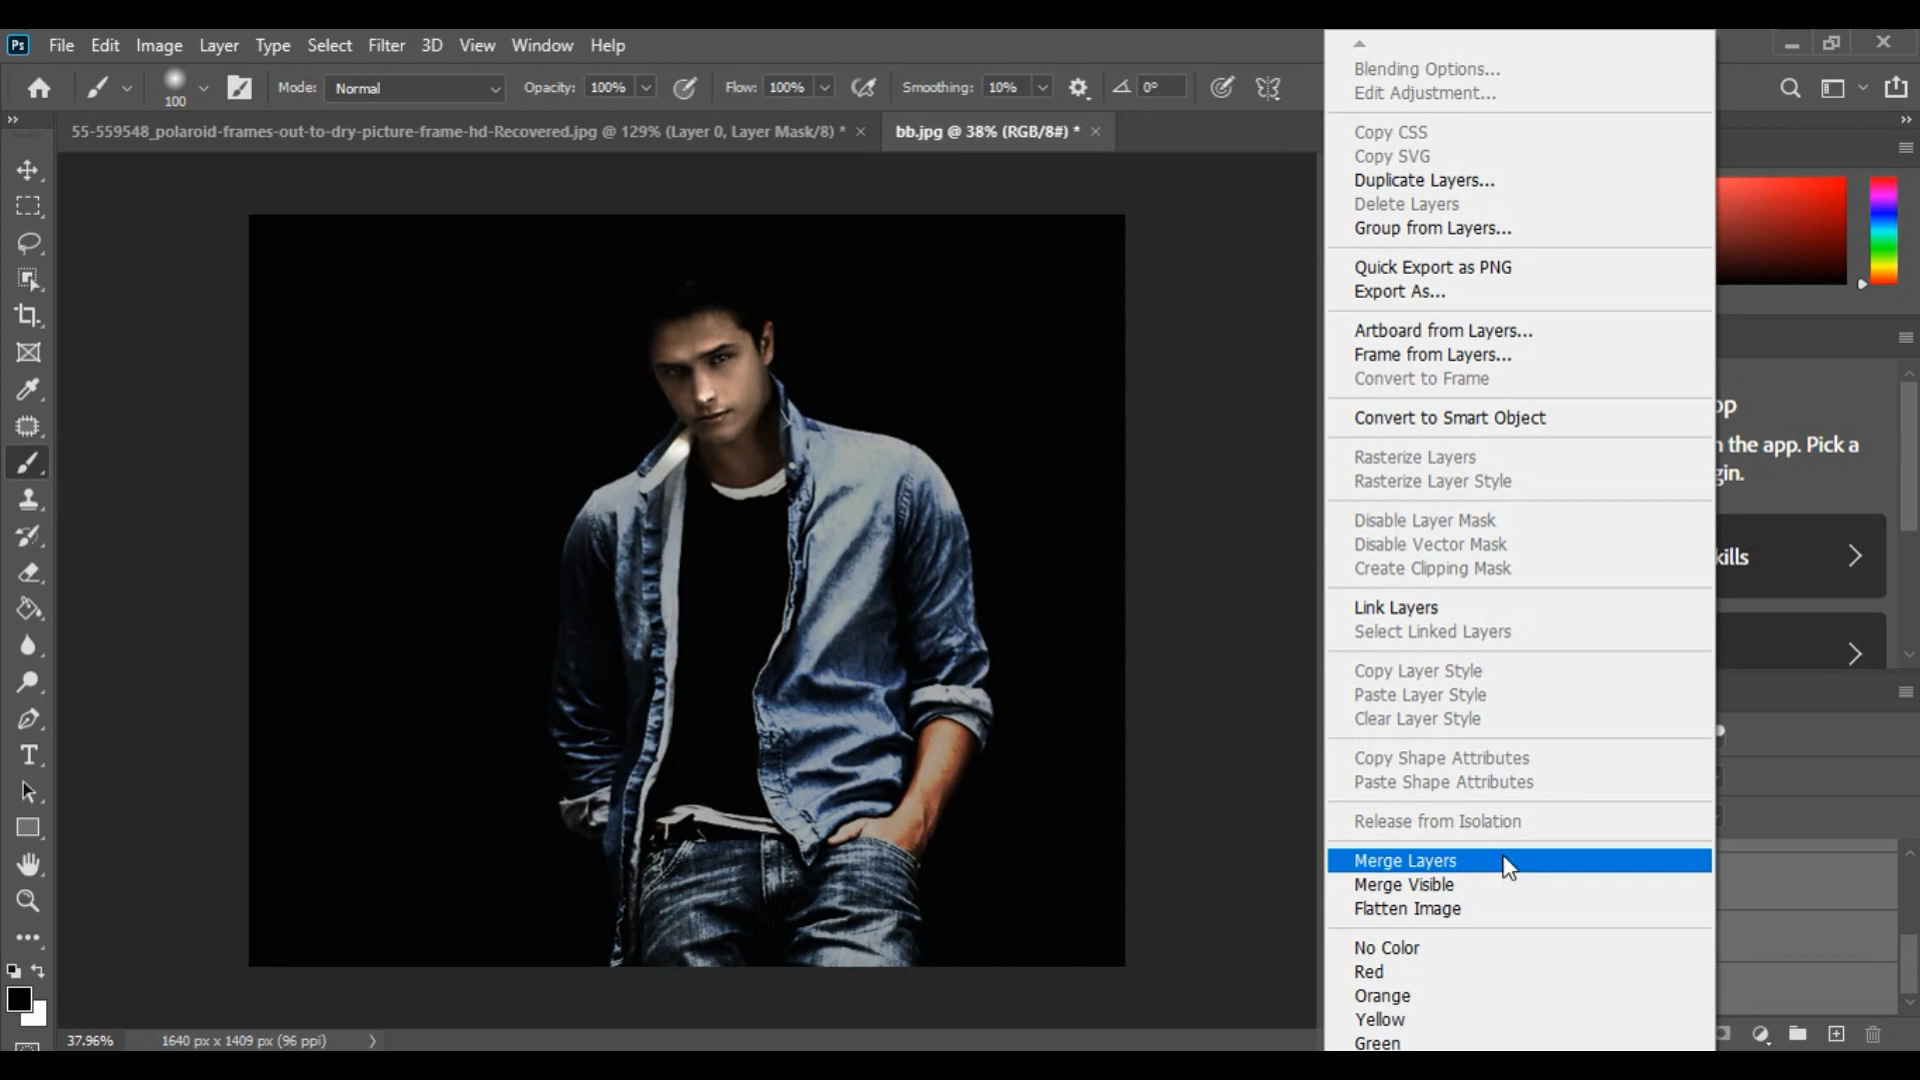 Ps File Edit Image Layer Type Select Filter 3D View Window Help
100 Mode: Normal Opacity: 100% Flow: 100% Smoothing: 10% 0°
55-559548_polaroid-frames-out-to-dry-picture-frame-hd-Recovered.jpg @ 129% (Layer 0, Layer Mask/8) * × bb.jpg @ 38% (RGB/8#) * ×
Blending Options...
Edit Adjustment...
Copy CSS
Copy SVG
Duplicate Layers...
Delete Layers
Group from Layers...
Quick Export as PNG
Export As...
Artboard from Layers...
Frame from Layers...
Convert to Frame
Convert to Smart Object
Rasterize Layers
Rasterize Layer Style
Disable Layer Mask
Disable Vector Mask
Create Clipping Mask
Link Layers
Select Linked Layers
Copy Layer Style
Paste Layer Style
Clear Layer Style
Copy Shape Attributes
Paste Shape Attributes
Release from Isolation
Merge Layers
Merge Visible
Flatten Image
No Color
Red
Orange
Yellow
Green
the app. Pick a
kills
37.96% 1640 px x 1409 px (96 ppi)